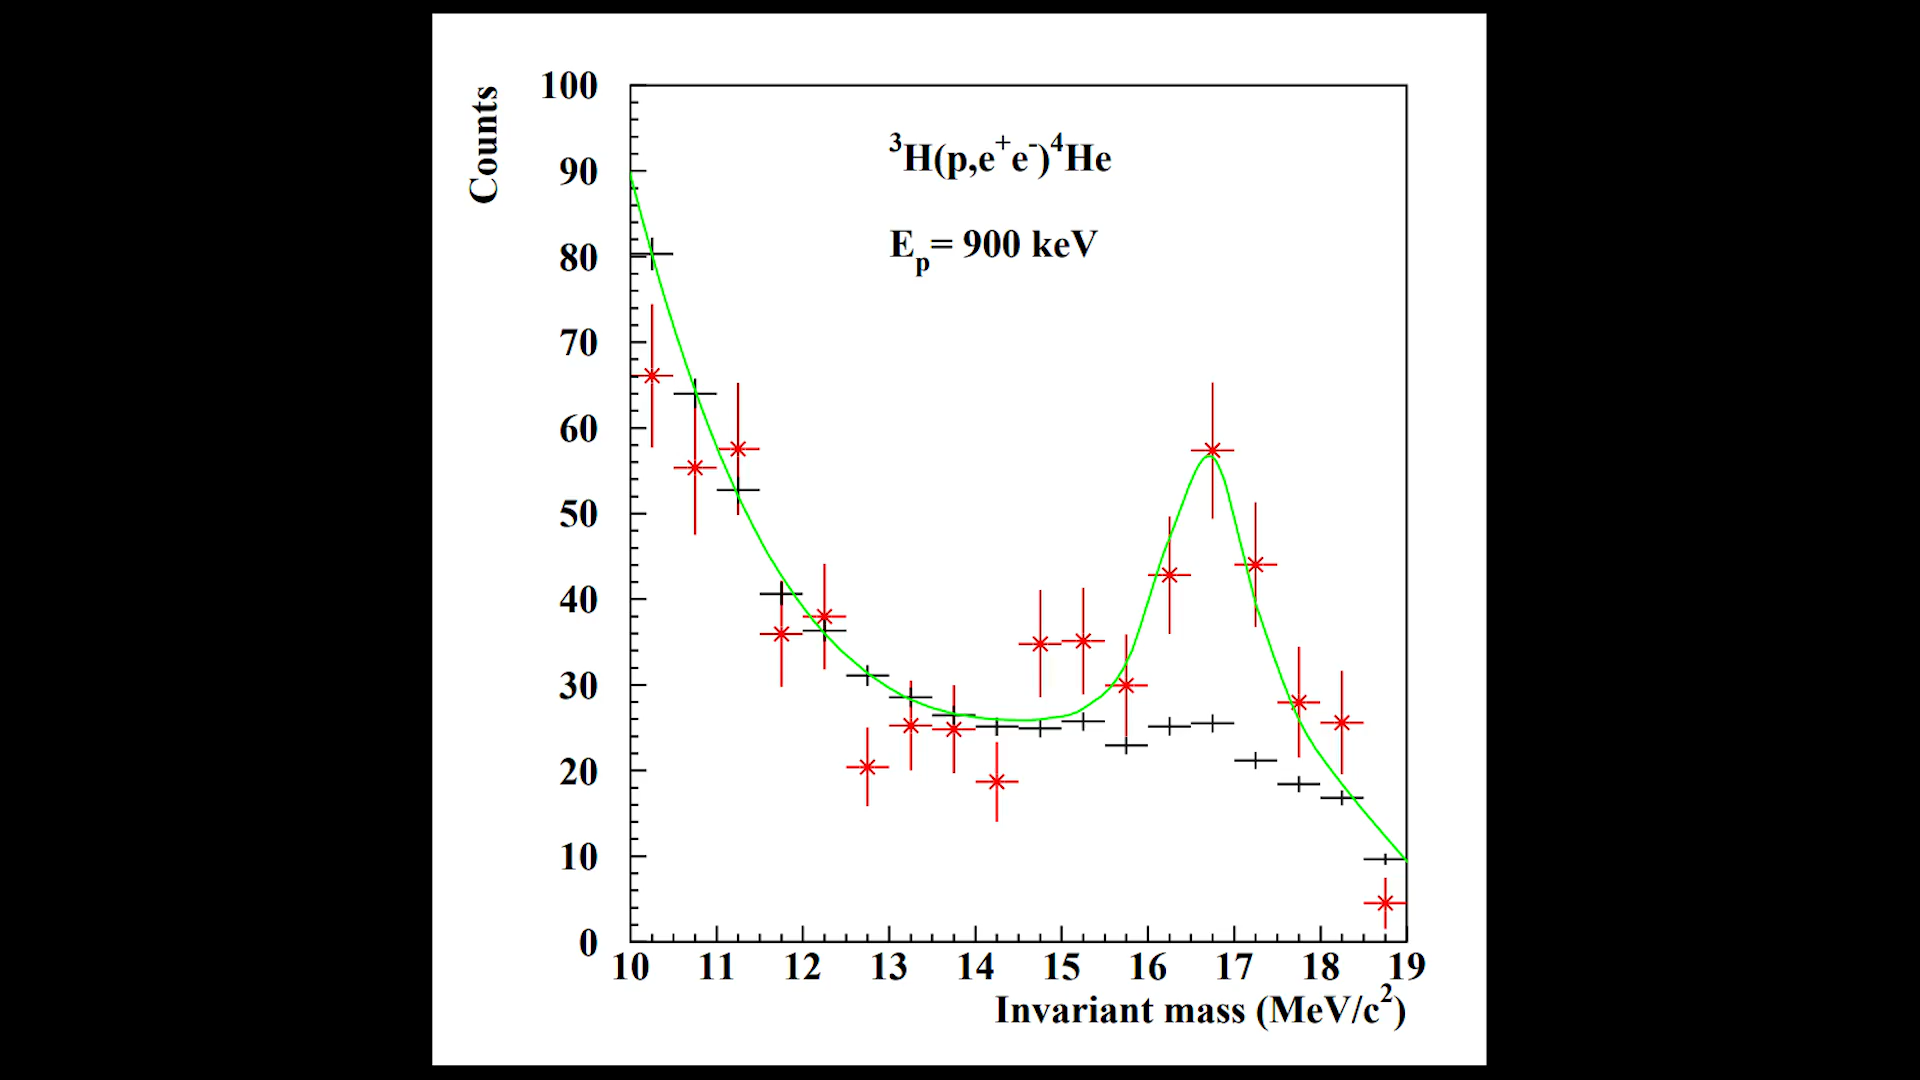 Counts
100
90
80
70
60
50
40
30
20
10
0
³H(p,e⁺e⁻)⁴He
Eₚ= 900 keV
10 11 12 13 14 15 16 17 18 19
Invariant mass (MeV/c²)